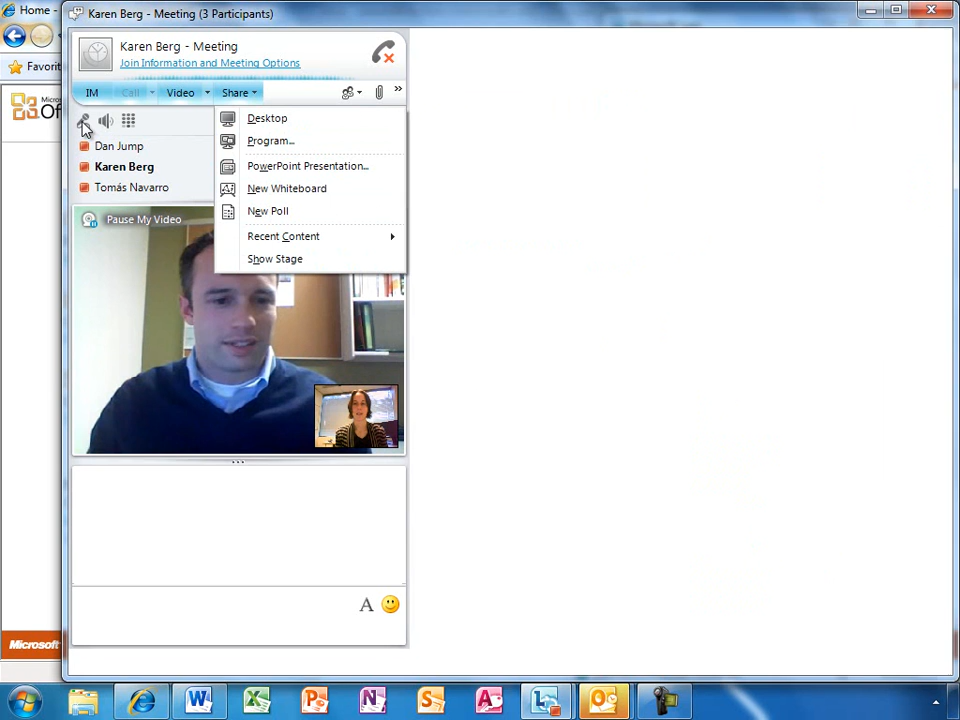 Home -
Karen Berg - Meeting (3 Participants)
Favorit
Karen Berg - Meeting
Join Information and Meeting Options
IM Call Video Share »
Dan Jump
Karen Berg
Tomás Navarro
Pause My Video
Desktop
Program...
PowerPoint Presentation...
New Whiteboard
New Poll
Recent Content
Show Stage
Micros
Of
A
Microsoft